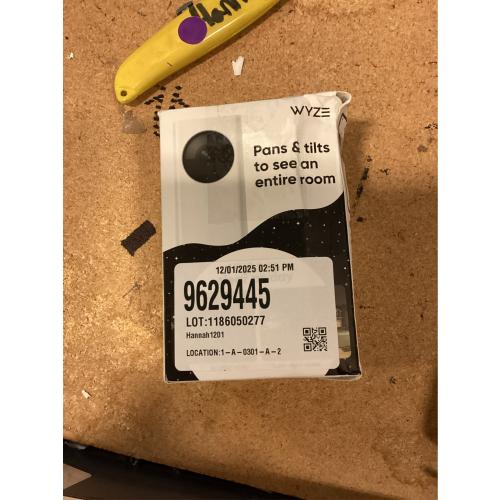 WYZE
Pans & tilts
to see an
entire room
12/01/2025 02:51 PM
9629445
LOT:1186050277
Hannah1201
LOCATION:1-A-0301-A-2